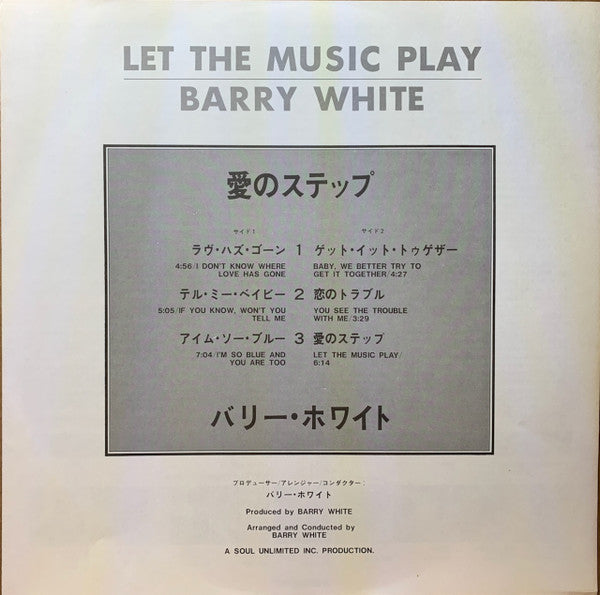 LET THE MUSIC PLAY
BARRY WHITE
愛のステップ
サイド1
ラヴ・ハズ・ゴーン 1
4:56/I DON'T KNOW WHERE
LOVE HAS GONE
テル・ミー・ベイビー 2
5:05/IF YOU KNOW, WON'T YOU
TELL ME
アイム・ソー・ブルー 3
7:04/I'M SO BLUE AND
YOU ARE TOO
サイド2
ゲット・イット・トゥゲザー
BABY, WE BETTER TRY TO
GET IT TOGETHER/4:27
恋のトラブル
YOU SEE THE TROUBLE
WITH ME/3:29
愛のステップ
LET THE MUSIC PLAY/
6:14
バリー・ホワイト
プロデューサー/アレンジャー/コンダクター:
バリー・ホワイト
Produced by BARRY WHITE
Arranged and Conducted by
BARRY WHITE
A SOUL UNLIMITED INC. PRODUCTION.